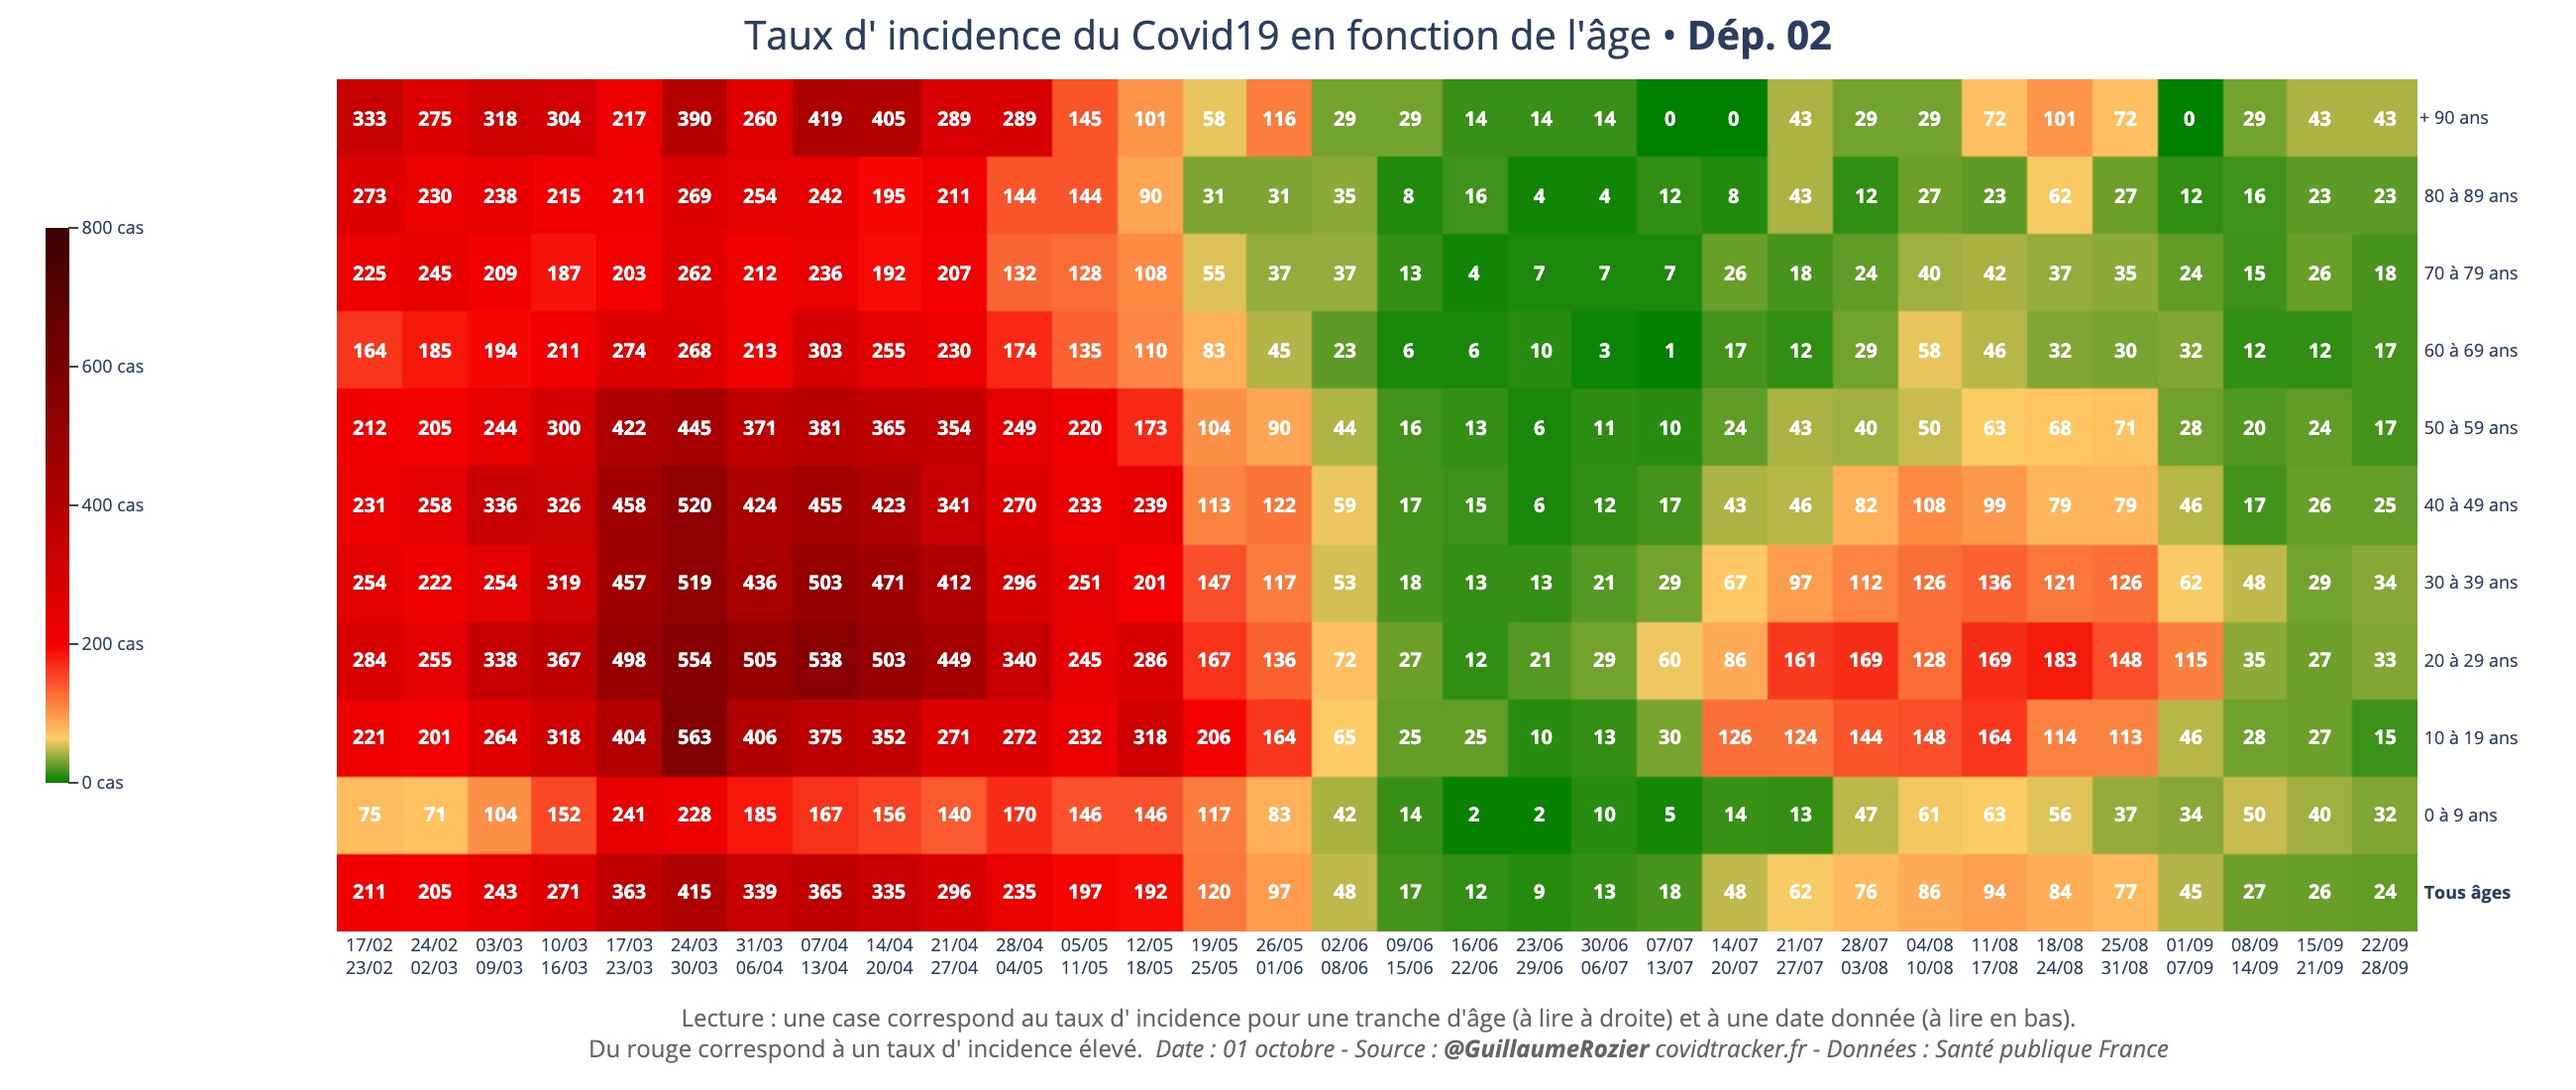 Taux d' incidence du Covid19 en fonction de l'âge • Dép. 02
333 275 318 304 217 390 260 419 405 289 289 145 101 58 116 29 29 14 14 14 0 0 43 29 29 72 101 72 0 29 43 43 + 90 ans
273 230 238 215 211 269 254 242 195 211 144 144 90 31 31 35 8 16 4 4 12 8 43 12 27 23 62 27 12 16 23 23 80 à 89 ans
800 cas
225 245 209 187 203 262 212 236 192 207 132 128 108 55 37 37 13 4 7 7 7 26 18 24 40 42 37 35 24 15 26 18 70 à 79 ans
164 185 194 211 274 268 213 303 255 230 174 135 110 83 45 23 6 6 10 3 1 17 12 29 58 46 32 30 32 12 12 17 60 à 69 ans
600 cas
212 205 244 300 422 445 371 381 365 354 249 220 173 104 90 44 16 13 6 11 10 24 43 40 50 63 68 71 28 20 24 17 50 à 59 ans
400 cas
231 258 336 326 458 520 424 455 423 341 270 233 239 113 122 59 17 15 6 12 17 43 46 82 108 99 79 79 46 17 26 25 40 à 49 ans
254 222 254 319 457 519 436 503 471 412 296 251 201 147 117 53 18 13 13 21 29 67 97 112 126 136 121 126 62 48 29 34 30 à 39 ans
200 cas
284 255 338 367 498 554 505 538 503 449 340 245 286 167 136 72 27 12 21 29 60 86 161 169 128 169 183 148 115 35 27 33 20 à 29 ans
221 201 264 318 404 563 406 375 352 271 272 232 318 206 164 65 25 25 10 13 30 126 124 144 148 164 114 113 46 28 27 15 10 à 19 ans
0 cas
75 71 104 152 241 228 185 167 156 140 170 146 146 117 83 42 14 2 2 10 5 14 13 47 61 63 56 37 34 50 40 32 0 à 9 ans
211 205 243 271 363 415 339 365 335 296 235 197 192 120 97 48 17 12 9 13 18 48 62 76 86 94 84 77 45 27 26 24 Tous âges
17/02 24/02 03/03 10/03 17/03 24/03 31/03 07/04 14/04 21/04 28/04 05/05 12/05 19/05 26/05 02/06 09/06 16/06 23/06 30/06 07/07 14/07 21/07 28/07 04/08 11/08 18/08 25/08 01/09 08/09 15/09 22/09
23/02 02/03 09/03 16/03 23/03 30/03 06/04 13/04 20/04 27/04 04/05 11/05 18/05 25/05 01/06 08/06 15/06 22/06 29/06 06/07 13/07 20/07 27/07 03/08 10/08 17/08 24/08 31/08 07/09 14/09 21/09 28/09
Lecture : une case correspond au taux d' incidence pour une tranche d'âge (à lire à droite) et à une date donnée (à lire en bas).
Du rouge correspond à un taux d' incidence élevé. Date : 01 octobre - Source : @GuillaumeRozier covidtracker.fr - Données : Santé publique France